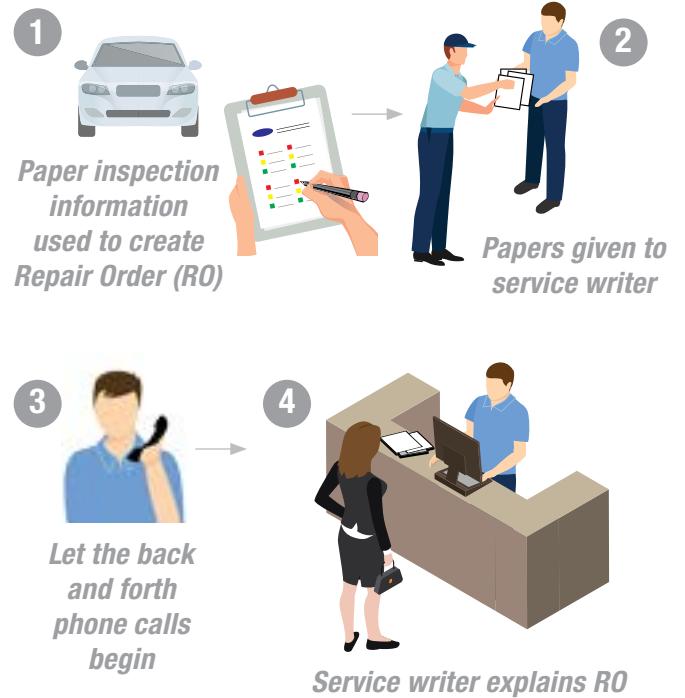 1
Paper inspection
information
used to create
Repair Order (RO)
2
Papers given to
service writer
3
Let the back
and forth
phone calls
begin
4
Service writer explains RO